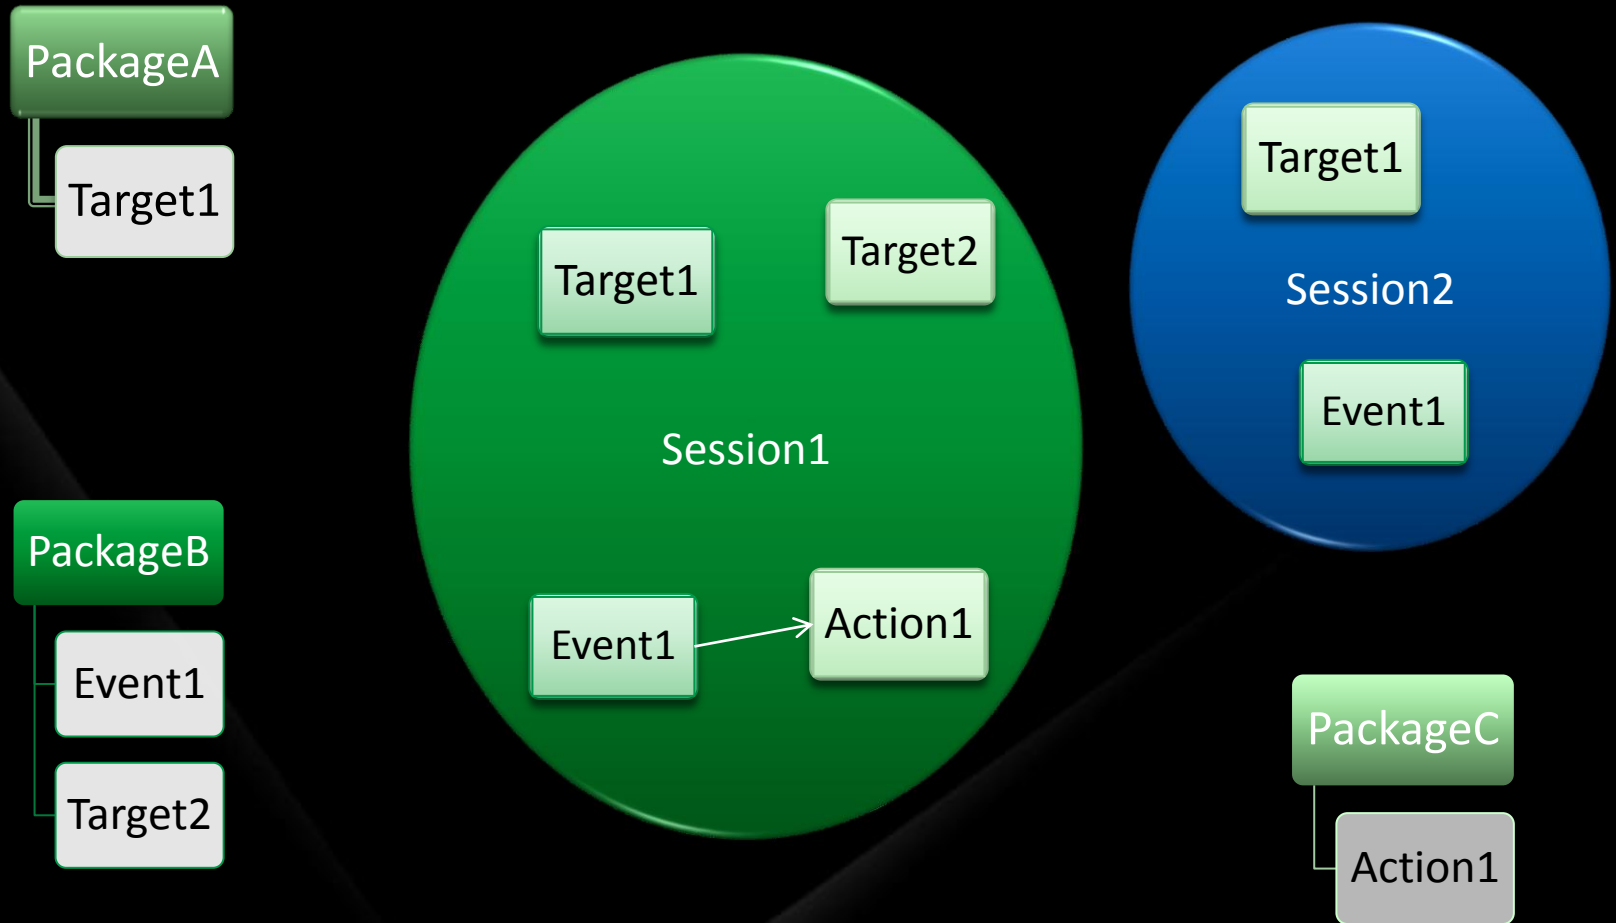 PackageA
Target1
PackageB
Event1
Target2
Target1
Target2
Session1
Event1
Action1
Target1
Session2
Event1
PackageC
Action1